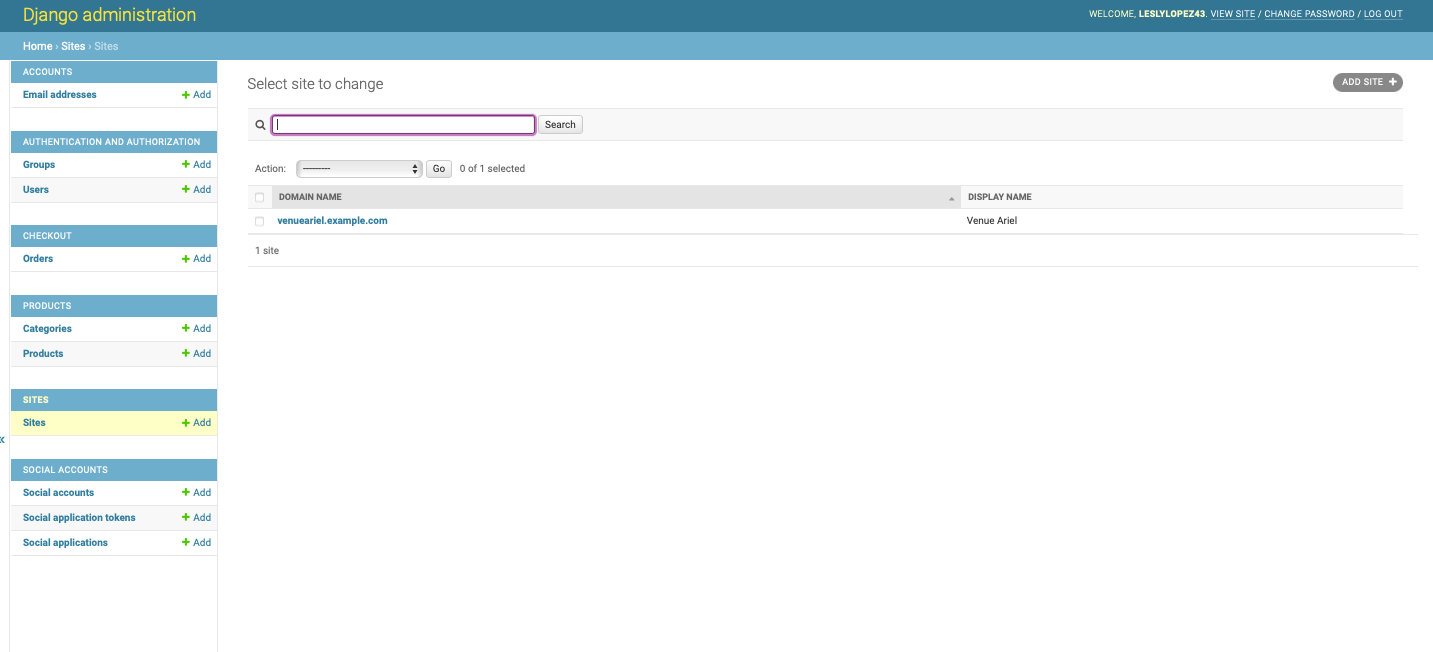 Django administration
WELCOME, LESLYLOPEZ43. VIEW SITE / CHANGE PASSWORD / LOG OUT
Home › Sites › Sites
ACCOUNTS
Email addresses + Add
AUTHENTICATION AND AUTHORIZATION
Groups + Add
Users + Add
CHECKOUT
Orders + Add
PRODUCTS
Categories + Add
Products + Add
SITES
Sites + Add
«
SOCIAL ACCOUNTS
Social accounts + Add
Social application tokens + Add
Social applications + Add
Select site to change
ADD SITE +
Search
Action: --------- Go 0 of 1 selected
DOMAIN NAME DISPLAY NAME
venueariel.example.com Venue Ariel
1 site